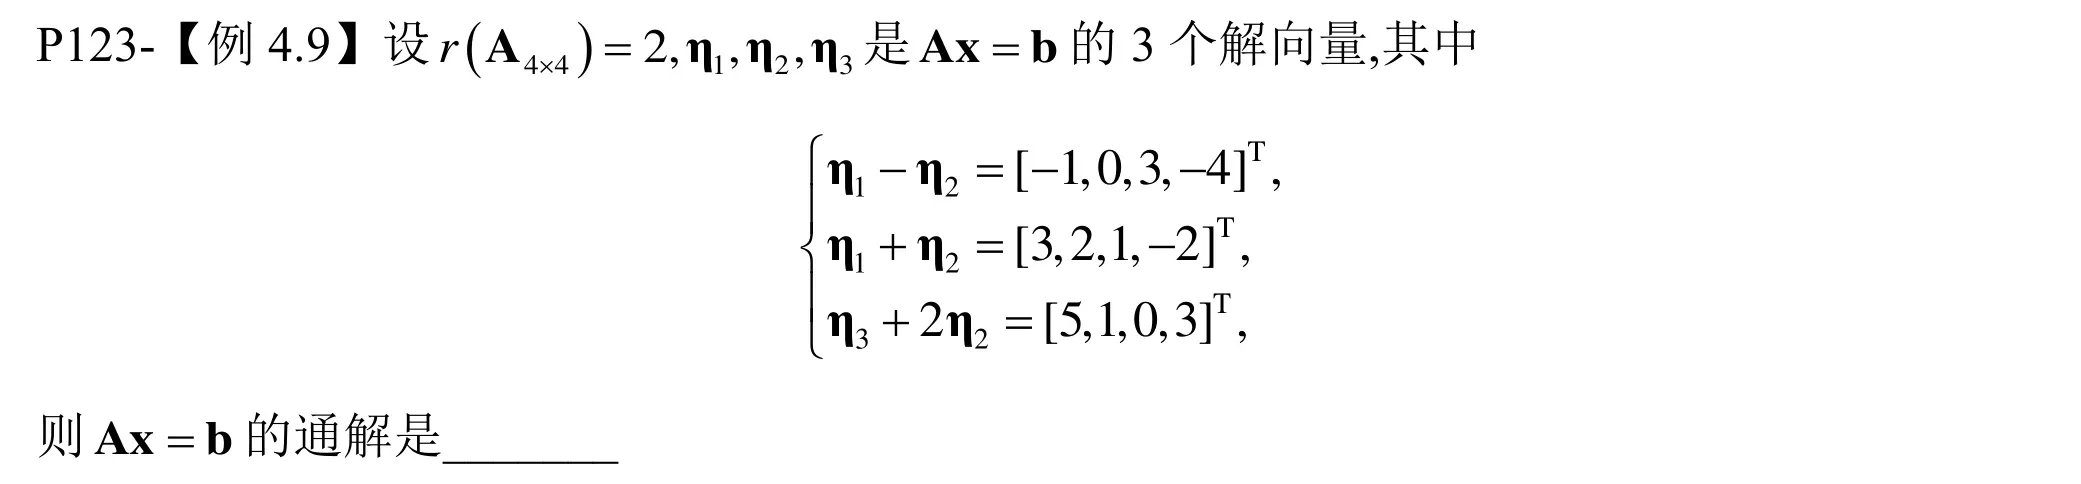 P123-【例 4.9】设 r(A₄×₄) = 2, η₁, η₂, η₃ 是 Ax = b 的 3 个解向量,其中
η₁ − η₂ = [−1, 0, 3, −4]ᵀ,
η₁ + η₂ = [3, 2, 1, −2]ᵀ,
η₃ + 2η₂ = [5, 1, 0, 3]ᵀ,
则 Ax = b 的通解是_______